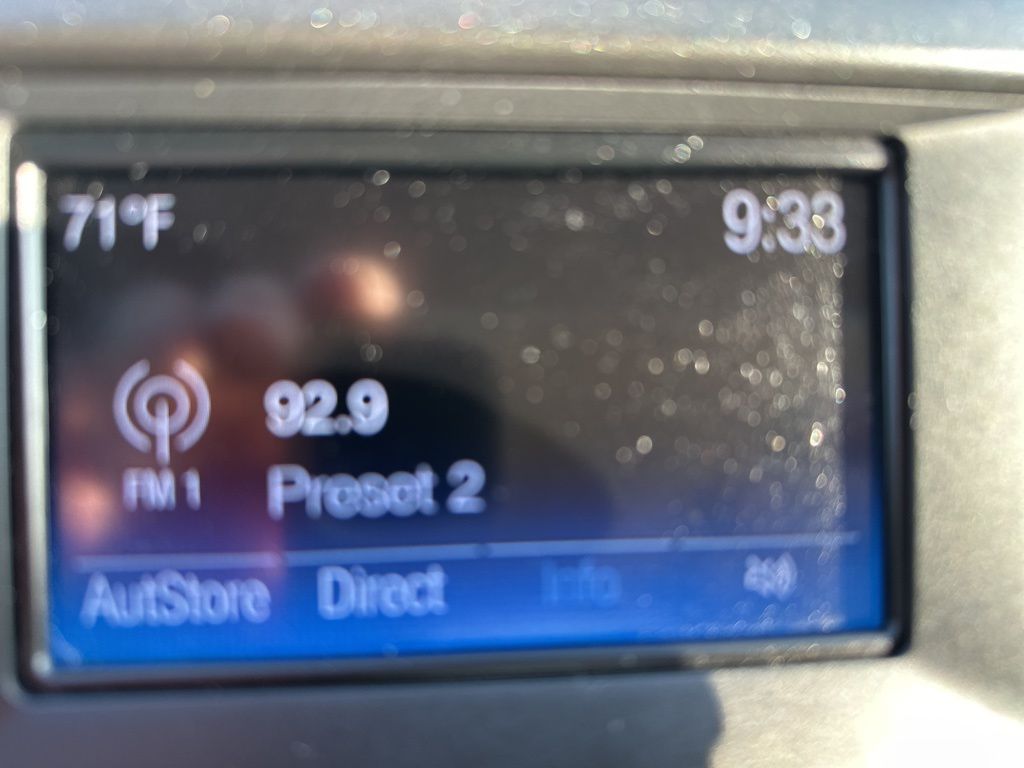 71°F 9:33
92.9
FM 1 Preset 2
AutStore Direct Info